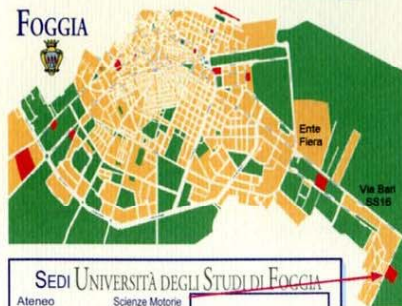 FOGGIA
Ente
Fiera
Via Bari
SS16
SEDI UNIVERSITÀ DEGLI STUDI DI FOGGIA
Ateneo
Scienze Motorie